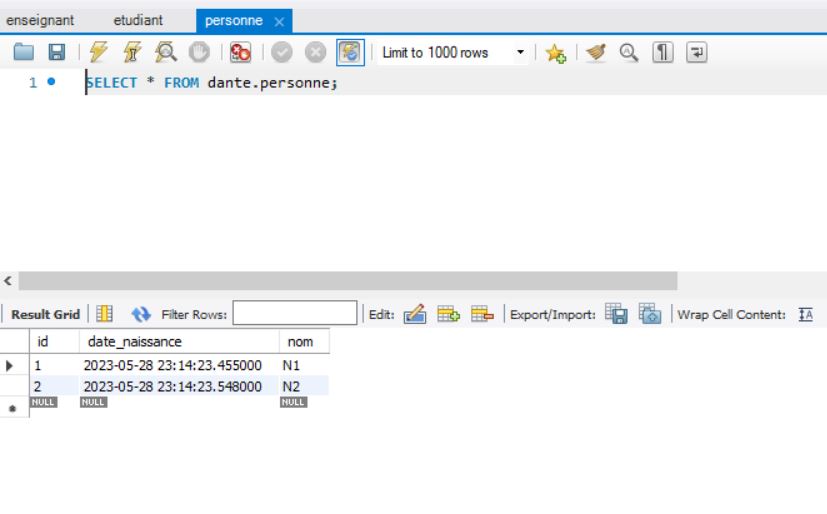 enseignant etudiant personne
Limit to 1000 rows
1 SELECT * FROM dante.personne;
Result Grid Filter Rows: Edit: Export/Import: Wrap Cell Content:
id date_naissance nom
1 2023-05-28 23:14:23.455000 N1
2 2023-05-28 23:14:23.548000 N2
NULL NULL NULL